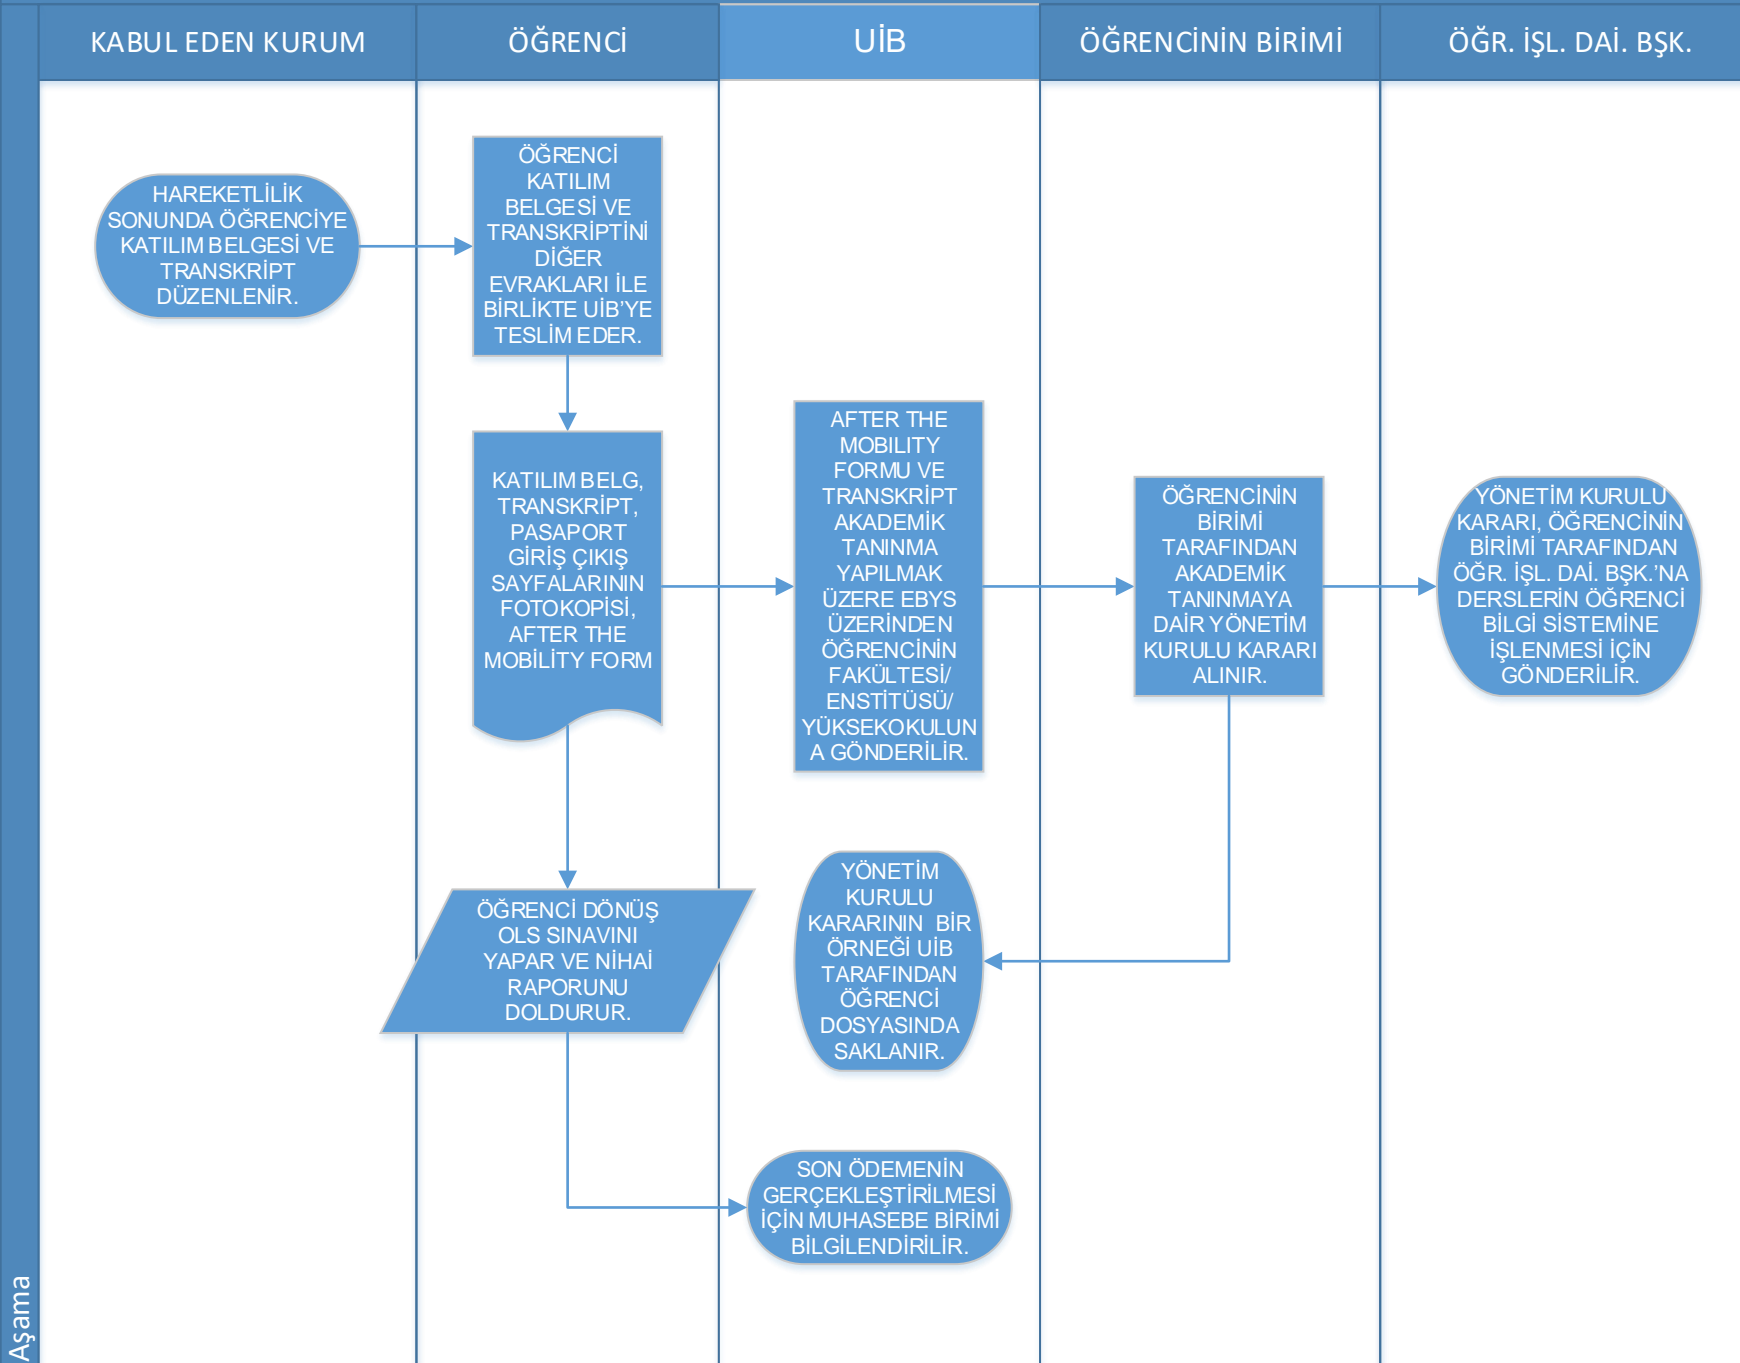 KABUL EDEN KURUM
ÖĞRENCİ
UİB
ÖĞRENCİNİN BİRİMİ
ÖĞR. İŞL. DAİ. BŞK.
HAREKETLİLİK
SONUNDA ÖĞRENCİYE
KATILIM BELGESİ VE
TRANSKRİPT
DÜZENLENİR.
ÖĞRENCİ
KATILIM
BELGESİ VE
TRANSKRİPTİNİ
DİĞER
EVRAKLARI İLE
BİRLİKTE UİB’YE
TESLİM EDER.
KATILIM BELG,
TRANSKRİPT,
PASAPORT
GİRİŞ ÇIKIŞ
SAYFALARININ
FOTOKOPİSİ,
AFTER THE
MOBILITY FORM
AFTER THE
MOBILITY
FORMU VE
TRANSKRİPT
AKADEMİK
TANINMA
YAPILMAK
ÜZERE EBYS
ÜZERİNDEN
ÖĞRENCİNİN
FAKÜLTESİ/
ENSTİTÜSÜ/
YÜKSEKOKULUN
A GÖNDERİLİR.
ÖĞRENCİNİN
BİRİMİ
TARAFINDAN
AKADEMİK
TANINMAYA
DAİR YÖNETİM
KURULU KARARI
ALINIR.
YÖNETİM KURULU
KARARI, ÖĞRENCİNİN
BİRİMİ TARAFINDAN
ÖĞR. İŞL. DAİ. BŞK.’NA
DERSLERİN ÖĞRENCİ
BİLGİ SİSTEMİNE
İŞLENMESİ İÇİN
GÖNDERİLİR.
ÖĞRENCİ DÖNÜŞ
OLS SINAVINI
YAPAR VE NİHAİ
RAPORUNU
DOLDURUR.
YÖNETİM
KURULU
KARARININ  BİR
ÖRNEĞİ UİB
TARAFINDAN
ÖĞRENCİ
DOSYASINDA
SAKLANIR.
SON ÖDEMENİN
GERÇEKLEŞTİRİLMESİ
İÇİN MUHASEBE BİRİMİ
BİLGİLENDİRİLİR.
Aşama